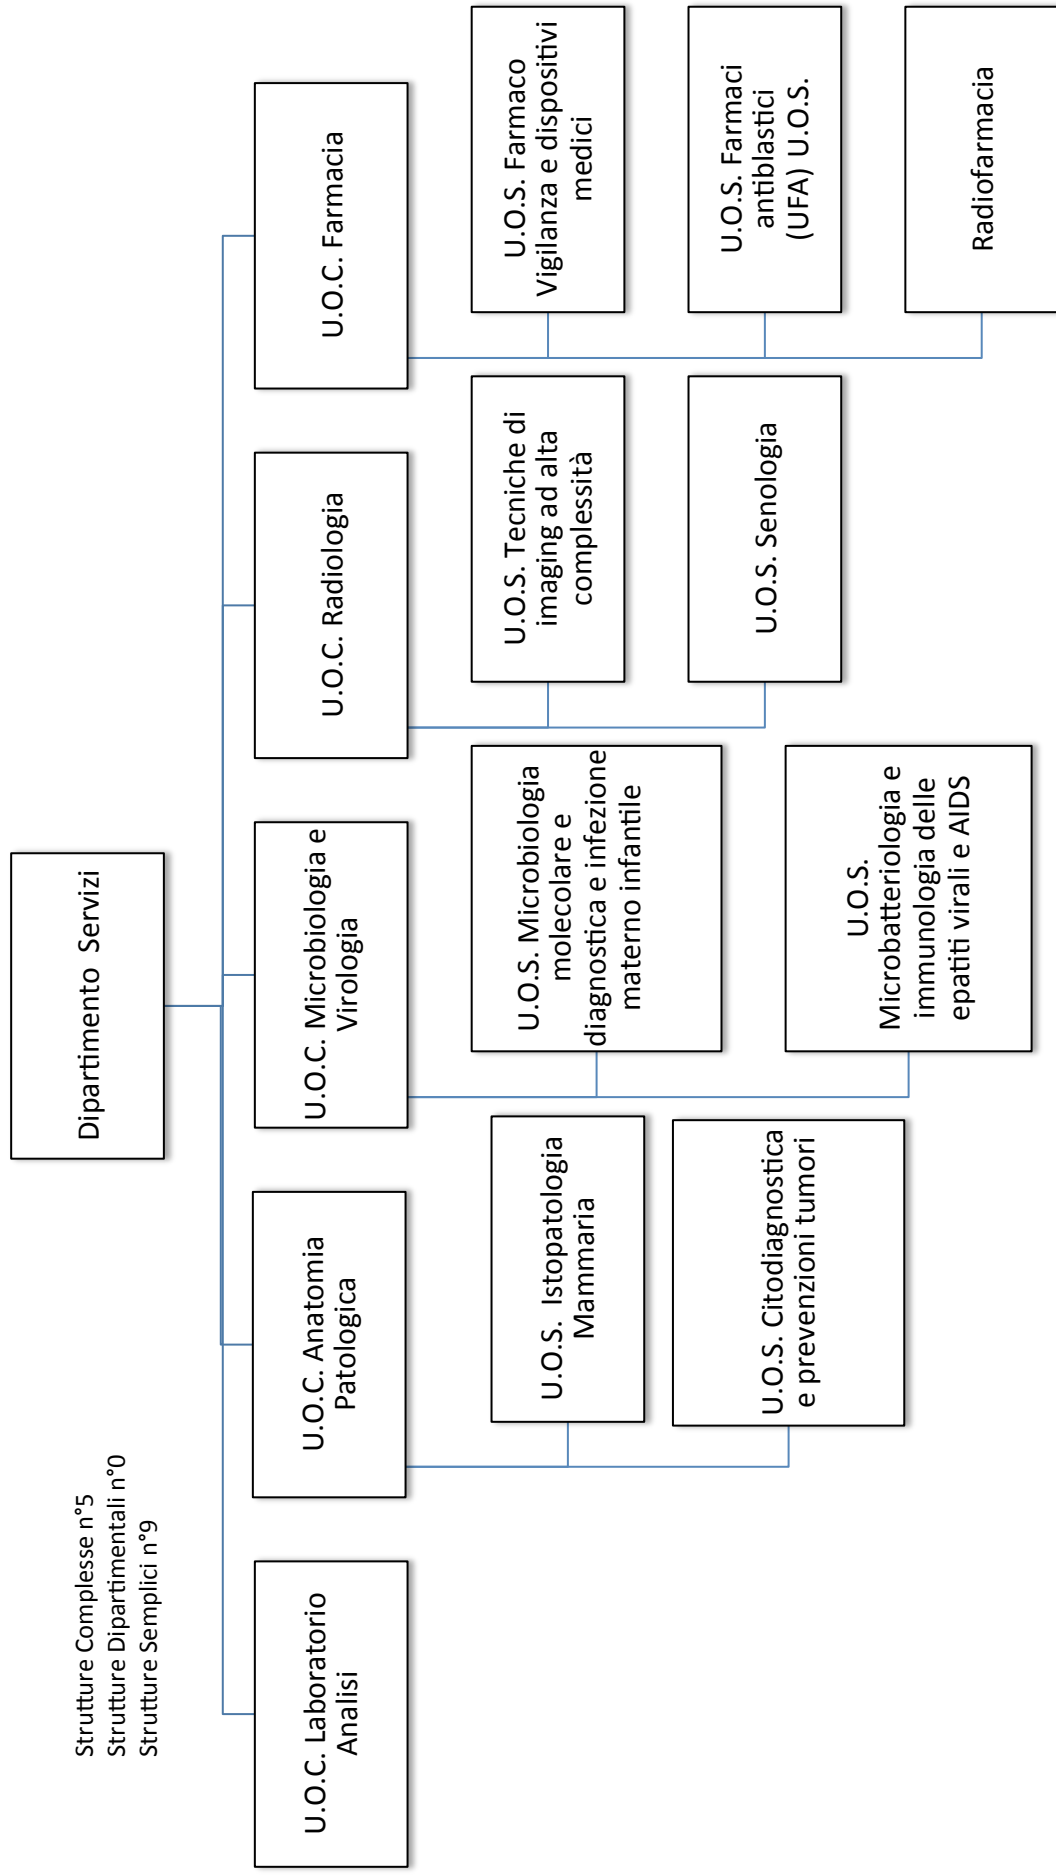 Dipartimento Servizi
Strutture Complesse n°5
Strutture Dipartimentali n°0
Strutture Semplici n°9
U.O.C. Laboratorio
Analisi
U.O.C. Anatomia
Patologica
U.O.C. Microbiologia e
Virologia
U.O.C. Radiologia
U.O.C. Farmacia
U.O.S. Istopatologia
Mammaria
U.O.S. Citodiagnostica
e prevenzioni tumori
U.O.S. Microbiologia
molecolare e
diagnostica e infezione
materno infantile
U.O.S.
Microbatteriologia e
immunologia delle
epatiti virali e AIDS
U.O.S. Tecniche di
imaging ad alta
complessità
U.O.S. Senologia
U.O.S. Farmaco
Vigilanza e dispositivi
medici
U.O.S. Farmaci
antiblastici
(UFA) U.O.S.
Radiofarmacia